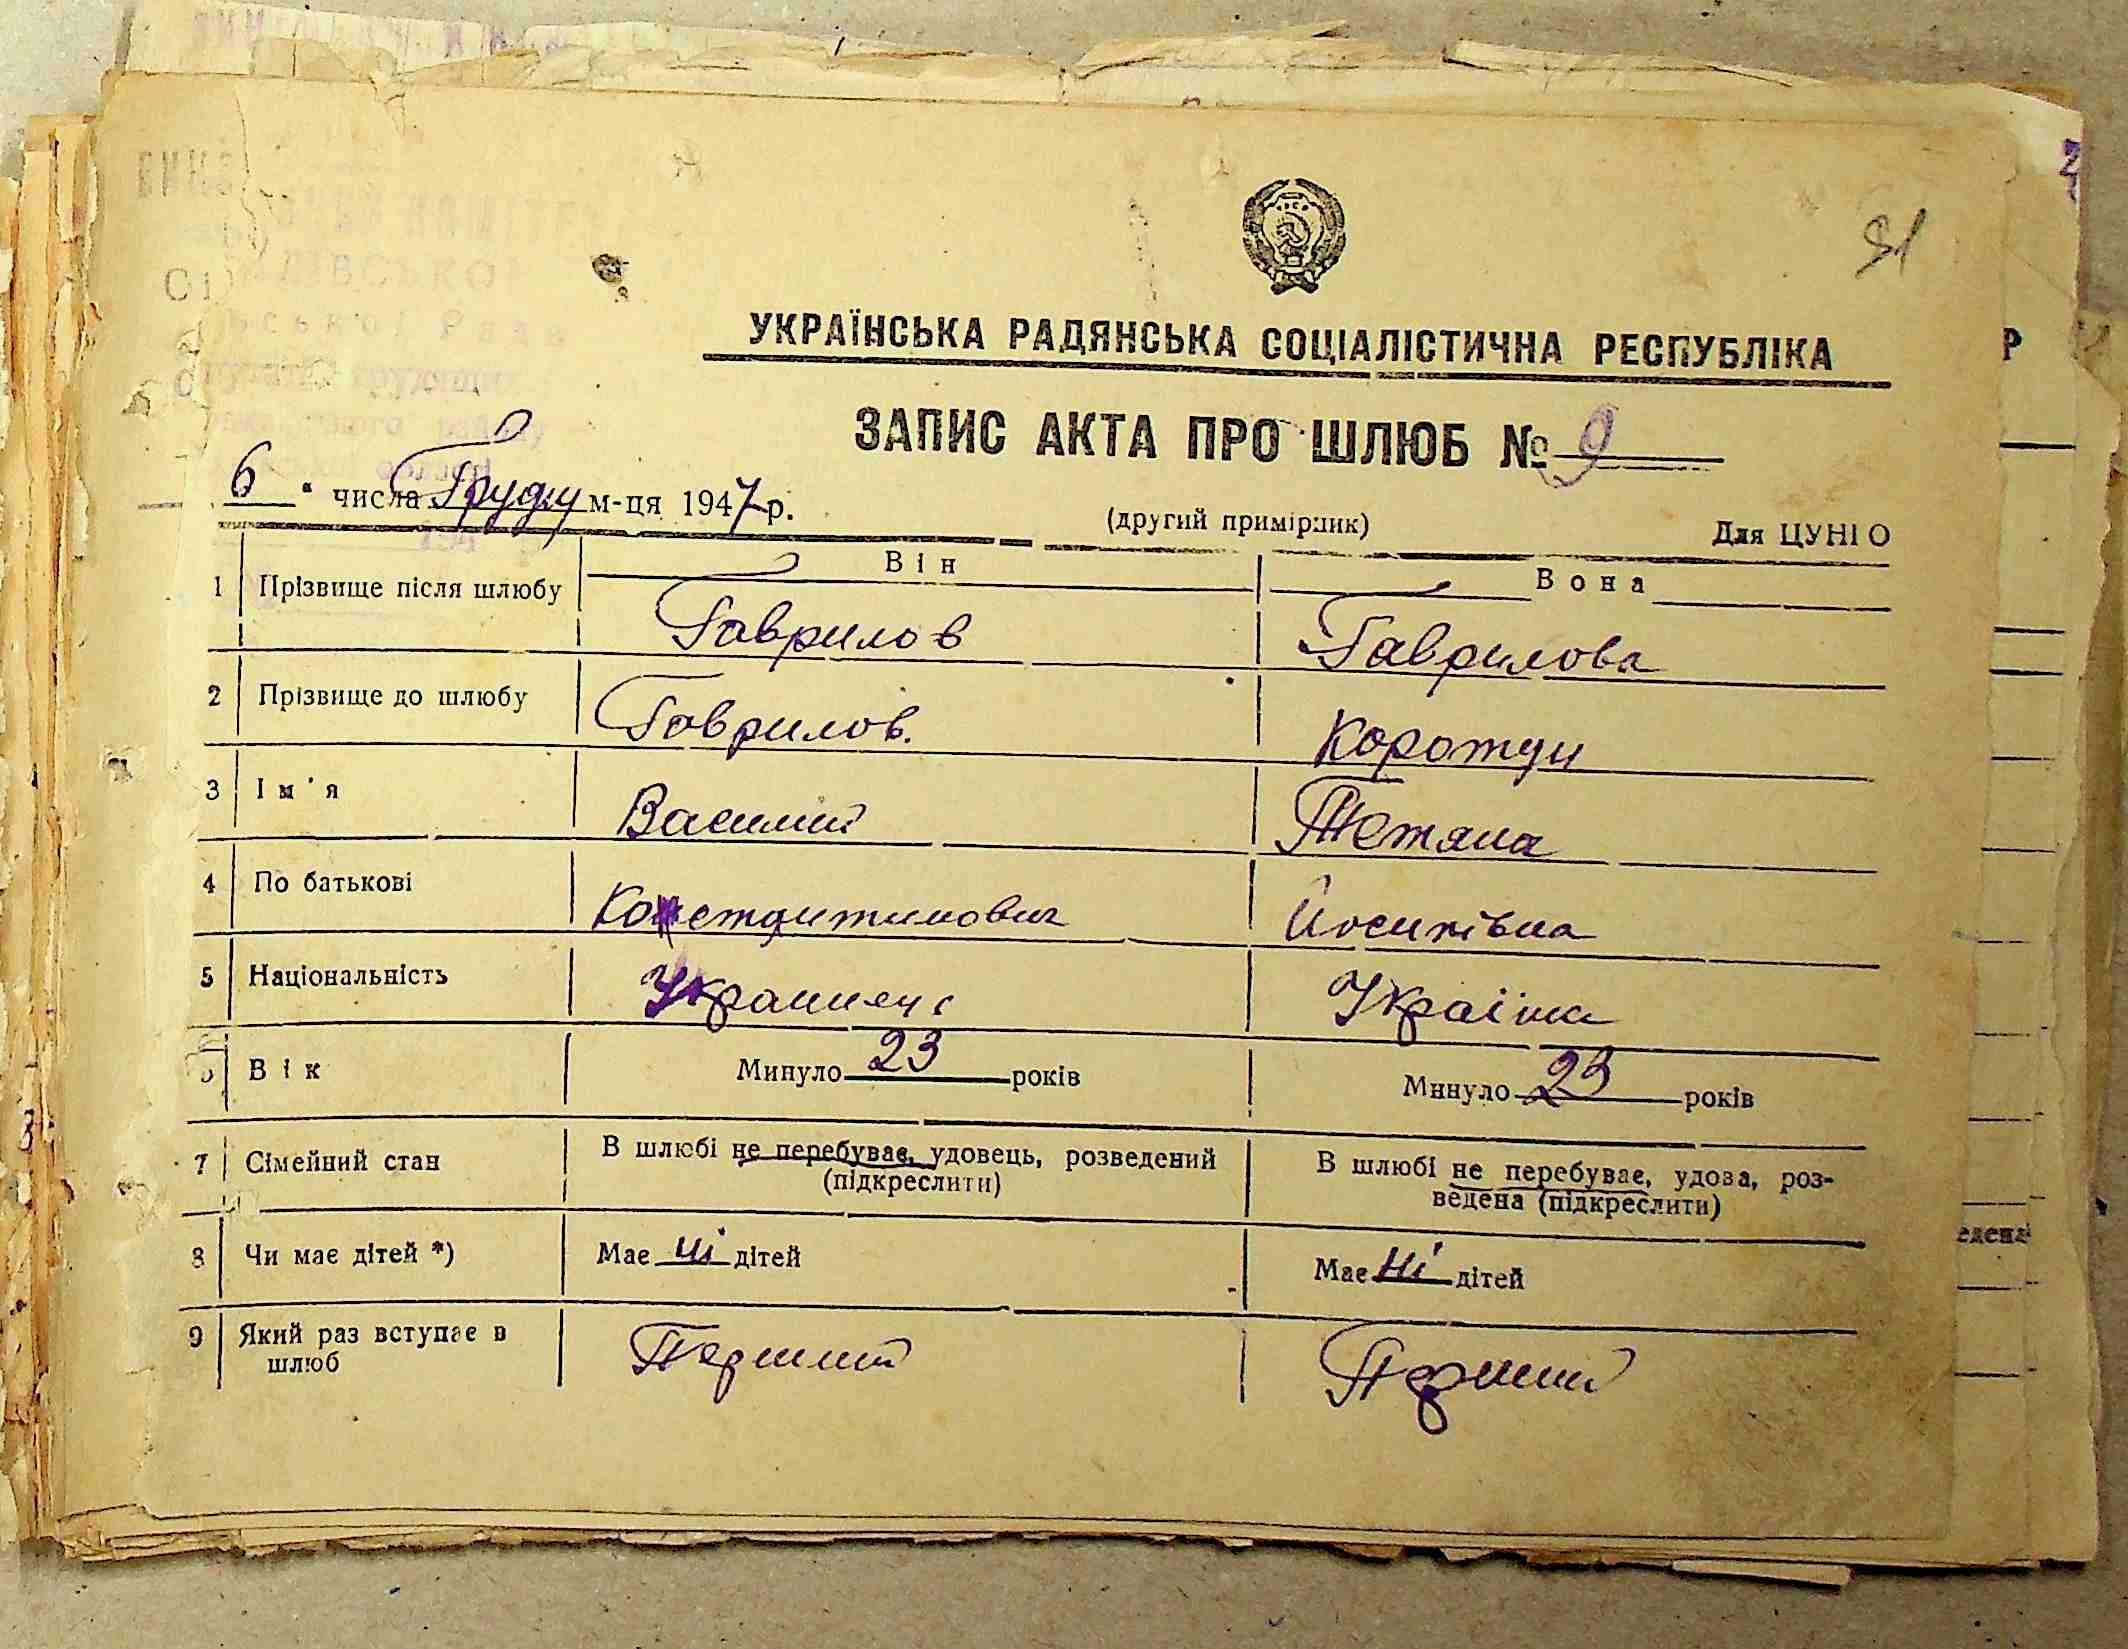 81
УКРАЇНСЬКА РАДЯНСЬКА СОЦІАЛІСТИЧНА РЕСПУБЛІКА
ЗАПИС АКТА ПРО ШЛЮБ № 9
6 " числа Грудн м-ця 1947 р.
(другий примірник) Для ЦУНІО
Він Вона
1 Прізвище після шлюбу Гаврилов Гаврилова
2 Прізвище до шлюбу Гаврилов.
3 Ім'я Василий Тетяна
4 По батькові Константинович Йосипівна
5 Національність Украинец Українка
6 Вік Минуло 23 років Минуло 23 років
7 Сімейний стан В шлюбі не перебуває, удовець, розведений (підкреслити) В шлюбі не перебуває, удова, розведена (підкреслити)
8 Чи має дітей *) Має ні дітей Має ні дітей
9 Який раз вступає в шлюб Перший Перший